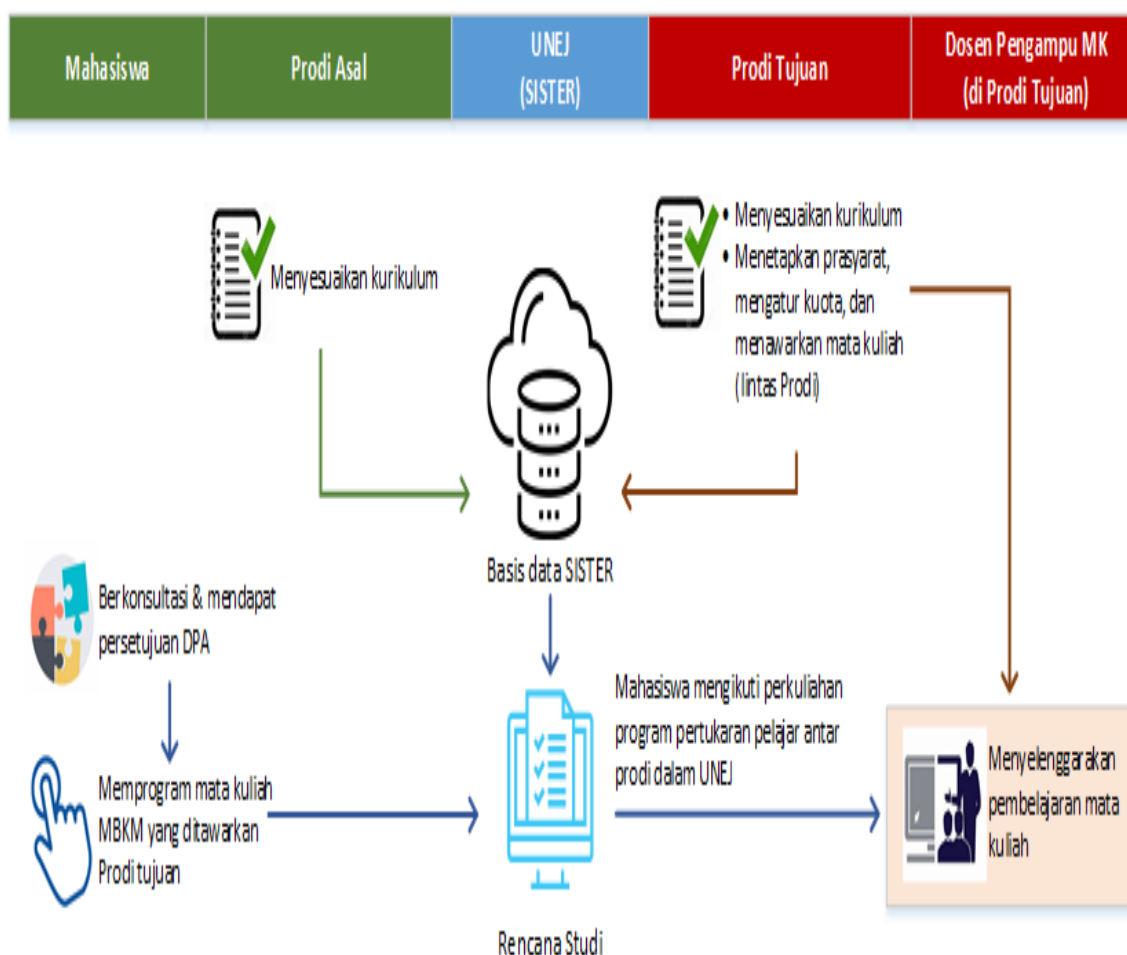 Mahasiswa
Prodi Asal
UNEJ
(SISTER)
Prodi Tujuan
Dosen Pengampu MK
(di Prodi Tujuan)
Menyesuaikan kurikulum
• Menyesuaikan kurikulum
• Menetapkan prasyarat,
mengatur kuota, dan
menawarkan mata kuliah
(lintas Prodi)
Basis data SISTER
Berkonsultasi & mendapat
persetujuan DPA
Memprogram mata kuliah
MBKM yang ditawarkan
Prodi tujuan
Mahasiswa mengikuti perkuliahan
program pertukaran pelajar antar
prodi dalam UNEJ
Menyelenggarakan
pembelajaran mata
kuliah
Rencana Studi